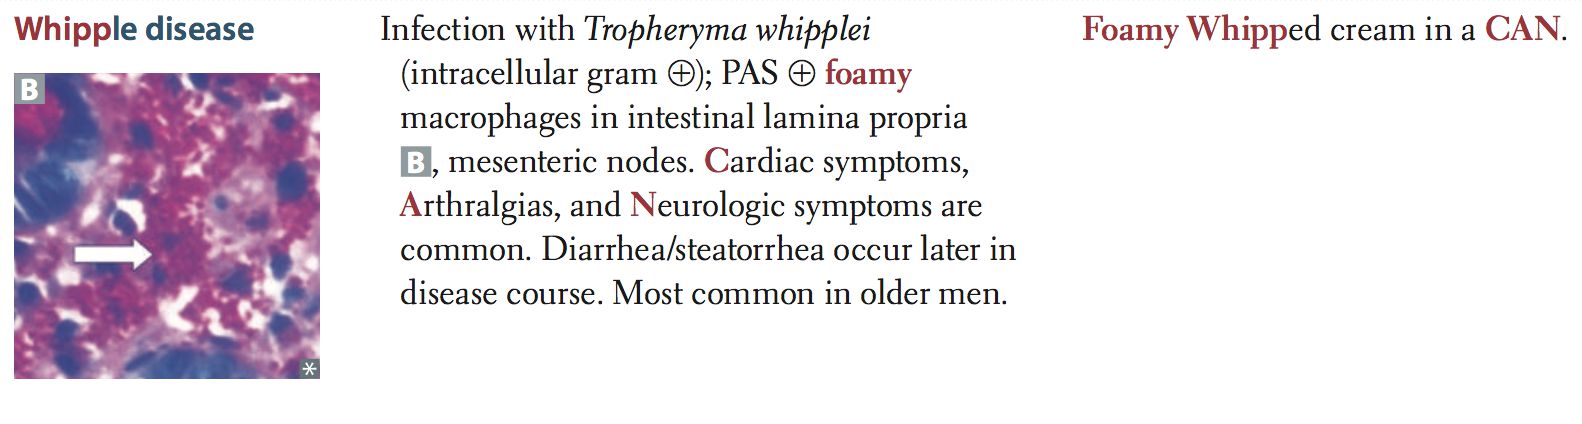 Whipple disease
B
*
Infection with Tropheryma whipplei
(intracellular gram ⊕); PAS ⊕ foamy
macrophages in intestinal lamina propria
B, mesenteric nodes. Cardiac symptoms,
Arthralgias, and Neurologic symptoms are
common. Diarrhea/steatorrhea occur later in
disease course. Most common in older men.
Foamy Whipped cream in a CAN.